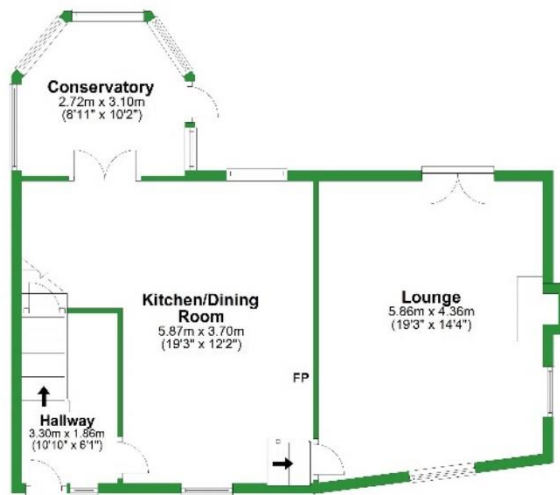 Conservatory
2.72m x 3.10m
(8'11" x 10'2")
Kitchen/Dining
Room
5.87m x 3.70m
(19'3" x 12'2")
Lounge
5.86m x 4.36m
(19'3" x 14'4")
FP
Hallway
3.30m x 1.86m
(10'10" x 6'1")